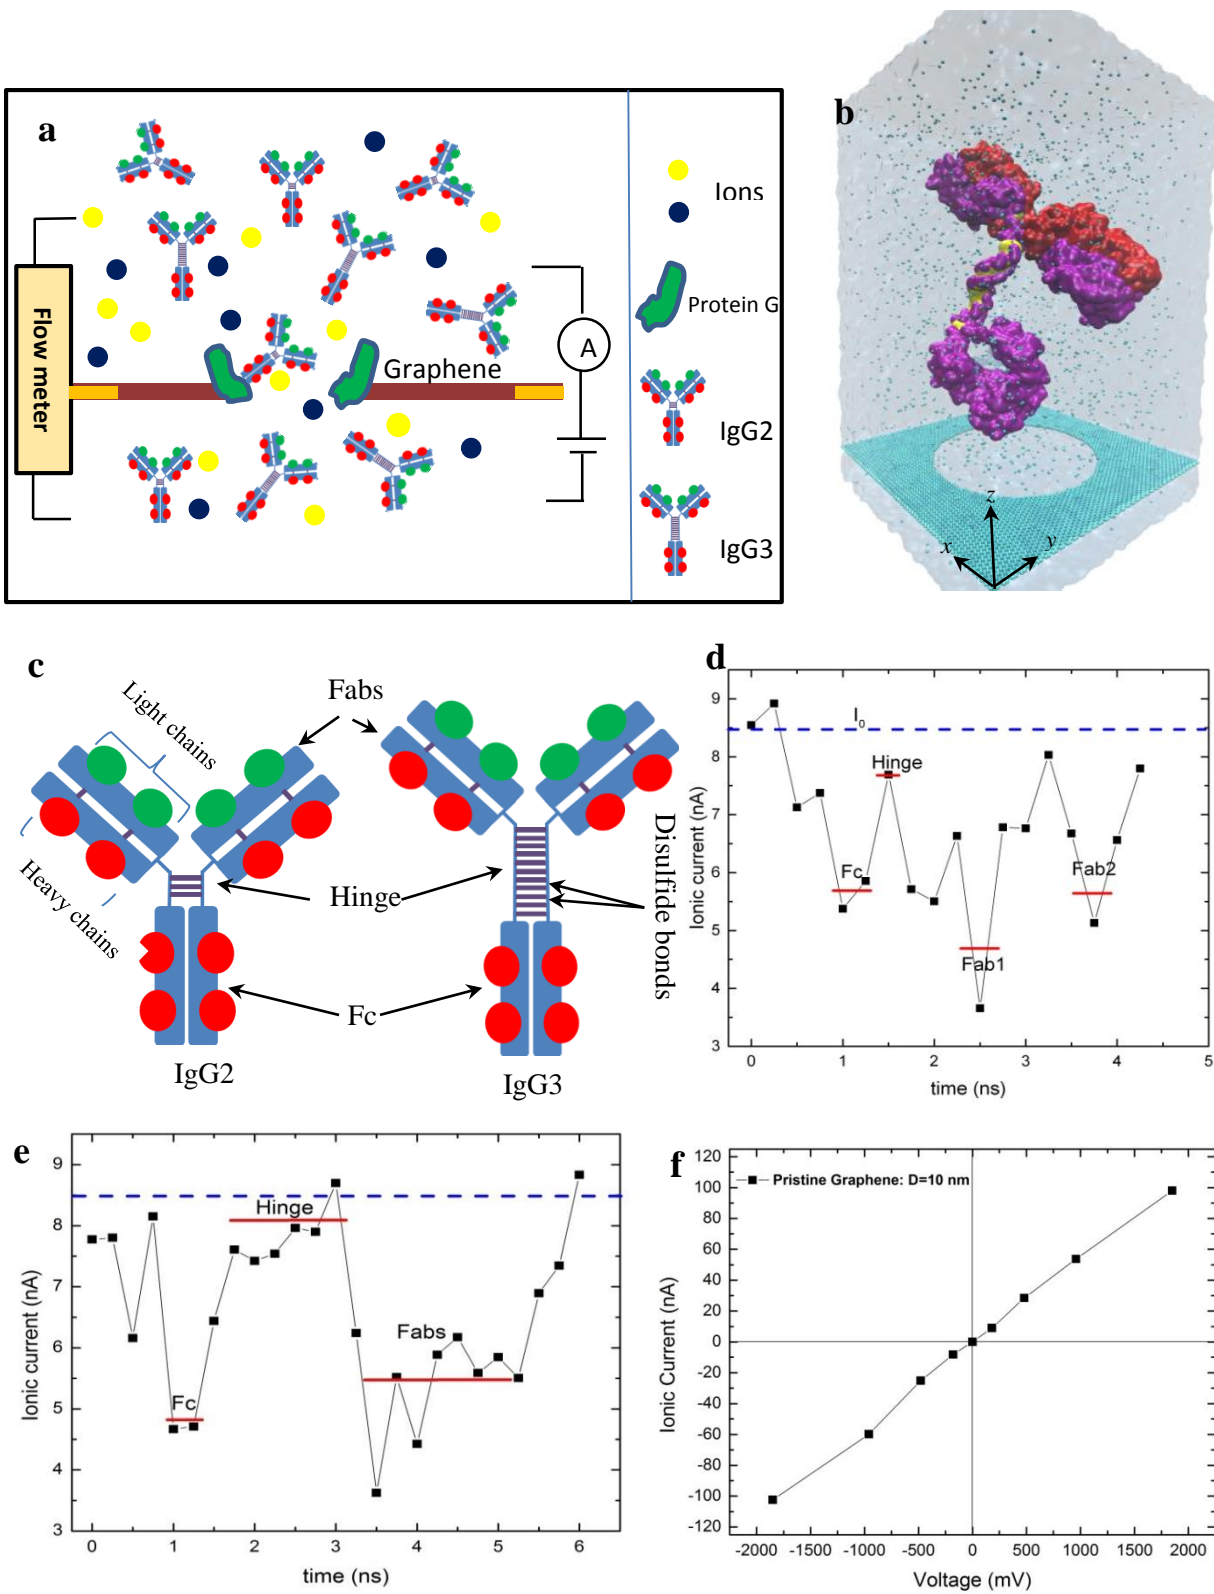 a
Flow meter
A
Graphene
Ions
Protein G
IgG2
IgG3
b
z
x
y
c
Light chains
Heavy chains
Fabs
Hinge
Disulfide bonds
Fc
IgG2
IgG3
d
9
8
7
6
5
4
3
Ionic current (nA)
I0
Hinge
Fc
Fab1
Fab2
0
1
2
3
4
5
time (ns)
e
9
8
7
6
5
4
3
Ionic current (nA)
Hinge
Fc
Fabs
0
1
2
3
4
5
6
time (ns)
f
Pristine Graphene: D=10 nm
120
100
80
60
40
20
0
-20
-40
-60
-80
-100
-120
Ionic Current (nA)
-2000 -1500 -1000 -500 0 500 1000 1500 2000
Voltage (mV)